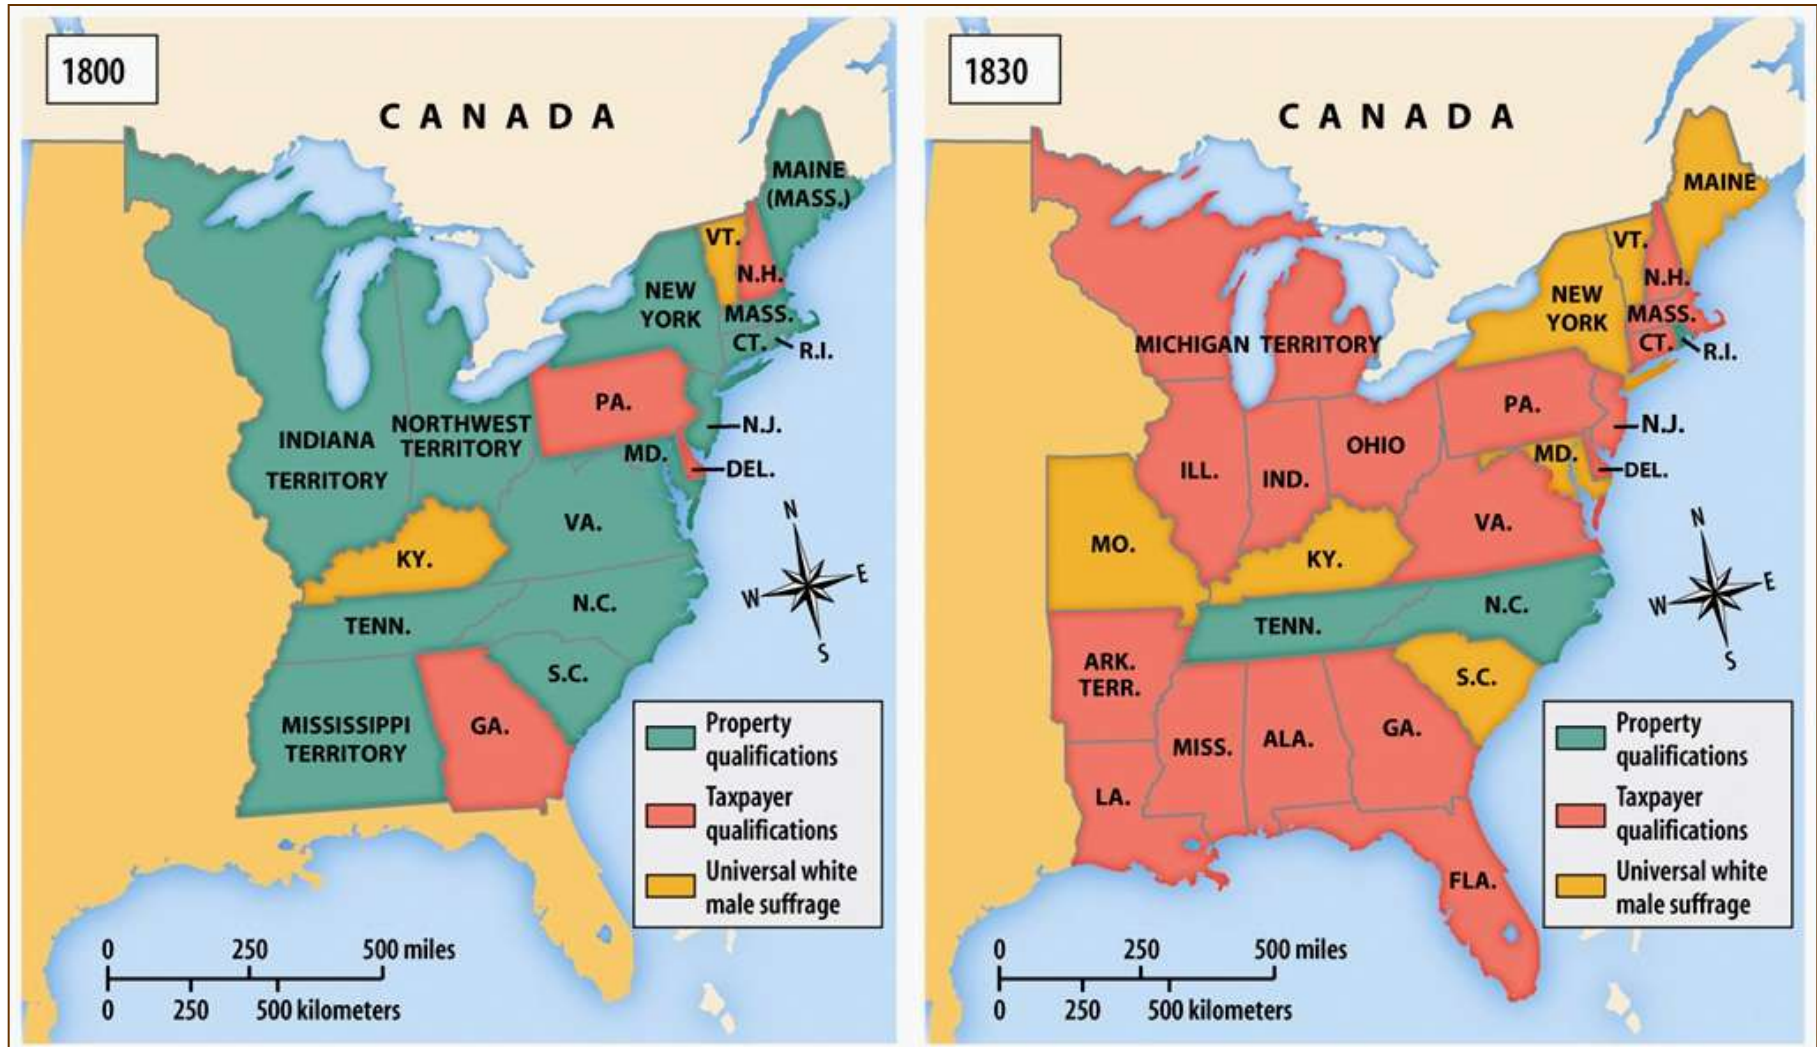 1800
CANADA
MAINE
(MASS.)
VT.
N.H.
NEW
YORK
MASS.
CT.
R.I.
PA.
N.J.
NORTHWEST
TERRITORY
INDIANA
TERRITORY
MD.
DEL.
VA.
KY.
N.C.
TENN.
S.C.
MISSISSIPPI
TERRITORY
GA.
N
E
W
S
Property
qualifications
Taxpayer
qualifications
Universal white
male suffrage
0 250 500 miles
0 250 500 kilometers
1830
CANADA
MAINE
VT.
N.H.
NEW
YORK
MASS.
CT.
R.I.
MICHIGAN TERRITORY
PA.
N.J.
OHIO
MD.
DEL.
ILL.
IND.
VA.
MO.
KY.
N.C.
TENN.
ARK.
TERR.
S.C.
MISS.
ALA.
GA.
LA.
FLA.
N
E
W
S
Property
qualifications
Taxpayer
qualifications
Universal white
male suffrage
0 250 500 miles
0 250 500 kilometers